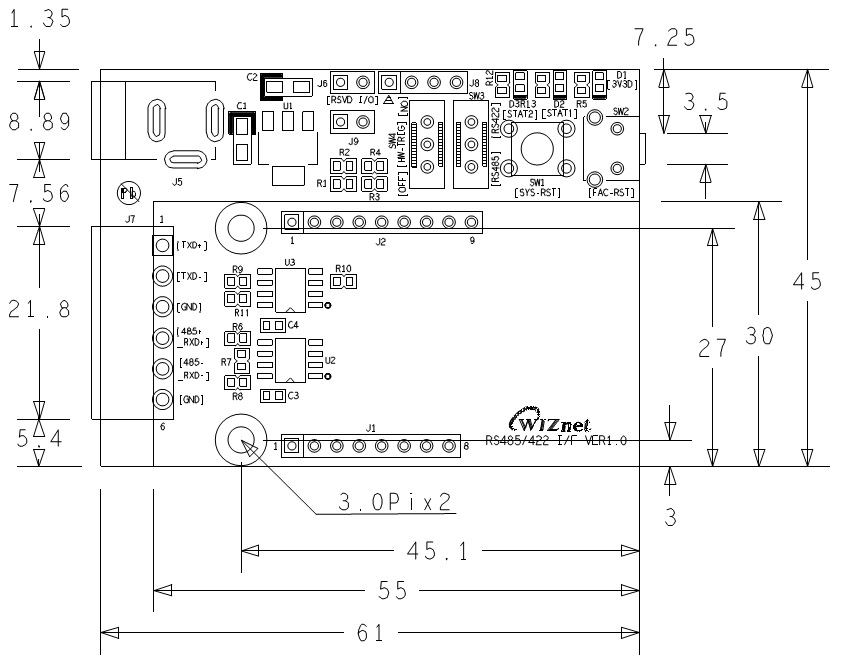 1.35
8.89
7.56
21.8
5.4
7.25
3.5
45
30
27
3
3.0Pix2
45.1
55
61
C2
C1
U1
J6
J8
[RSVD I/O]
J9
R2
R4
R1
R3
SW4
[NO]
[HW-TRIG]
[OFF]
SW3
[RS422]
[RS485]
R12
D3
R13
D2
R5
D1
[3V3D]
[STAT2]
[STAT1]
SW2
SW1
[SYS-RST]
[FAC-RST]
J5
Pb
J7
1
(TXD+)
[TXD-]
[GND]
(485+
_RXD+)
[485-
_RXD-]
[GND]
6
1
J2
9
U3
R9
R10
R11
C4
R6
R7
R8
U2
C3
J1
1
8
WIZnet
RS485/422 I/F VER1.0